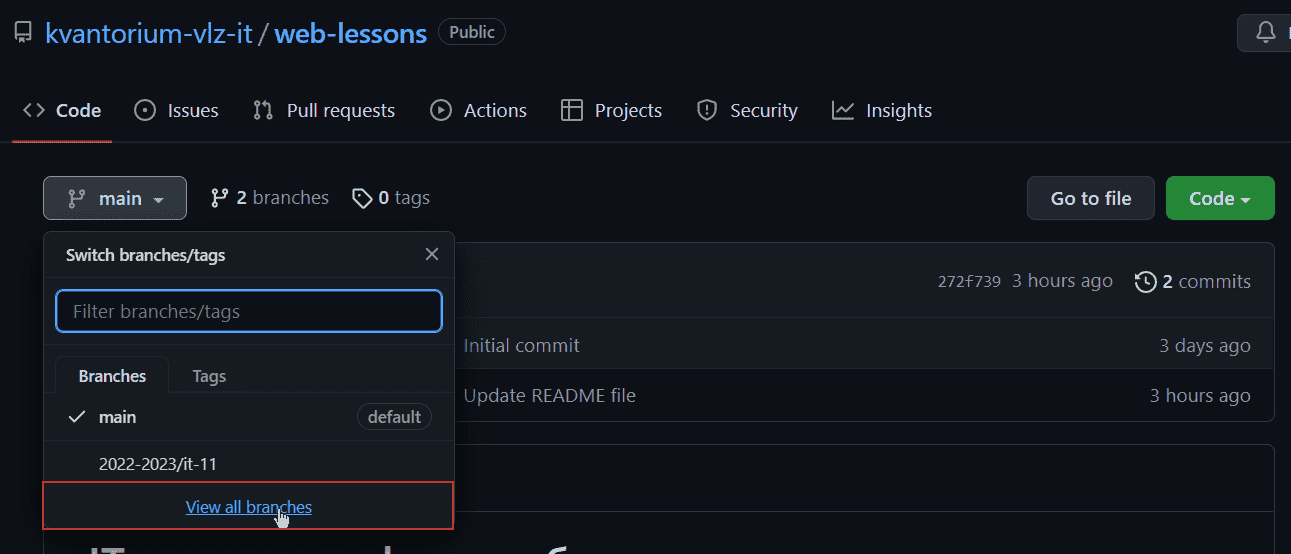 kvantorium-vlz-it / web-lessons Public
Code Issues Pull requests Actions Projects Security Insights
main 2 branches 0 tags Go to file Code
Switch branches/tags
272f739 3 hours ago 2 commits
Filter branches/tags
Initial commit 3 days ago
Branches Tags
Update README file 3 hours ago
main default
2022-2023/it-11
View all branches